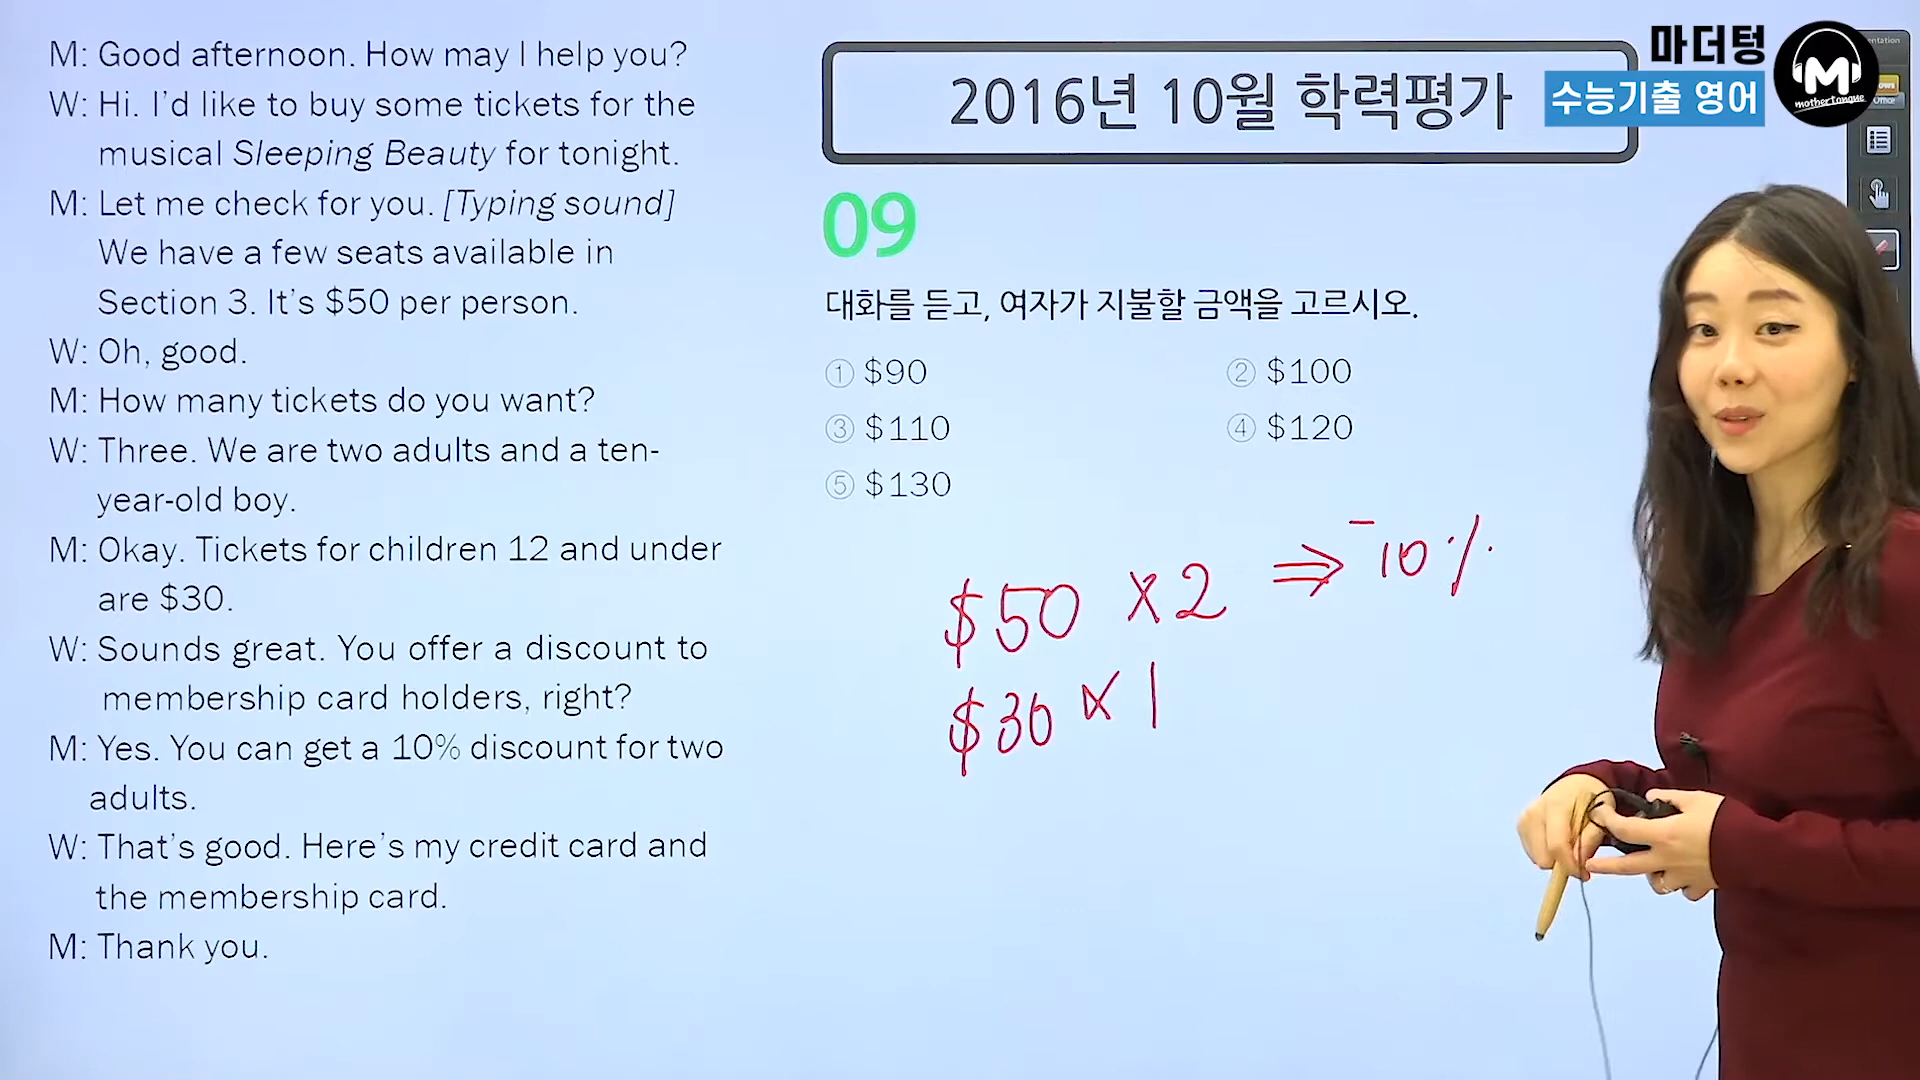 M: Good afternoon. How may I help you?
W: Hi. I'd like to buy some tickets for the
musical Sleeping Beauty for tonight.
M: Let me check for you. [Typing sound]
We have a few seats available in
Section 3. It's $50 per person.
W: Oh, good.
M: How many tickets do you want?
W: Three. We are two adults and a ten-
year-old boy.
M: Okay. Tickets for children 12 and under
are $30.
W: Sounds great. You offer a discount to
membership card holders, right?
M: Yes. You can get a 10% discount for two
adults.
W: That's good. Here's my credit card and
the membership card.
M: Thank you.
2016년 10월 학력평가
마더텅
수능기출 영어
M
mothertongue
09
대화를 듣고, 여자가 지불할 금액을 고르시오.
① $90 ② $100
③ $110 ④ $120
⑤ $130
$50 × 2 ⇒ -10%
$30 × 1
Office